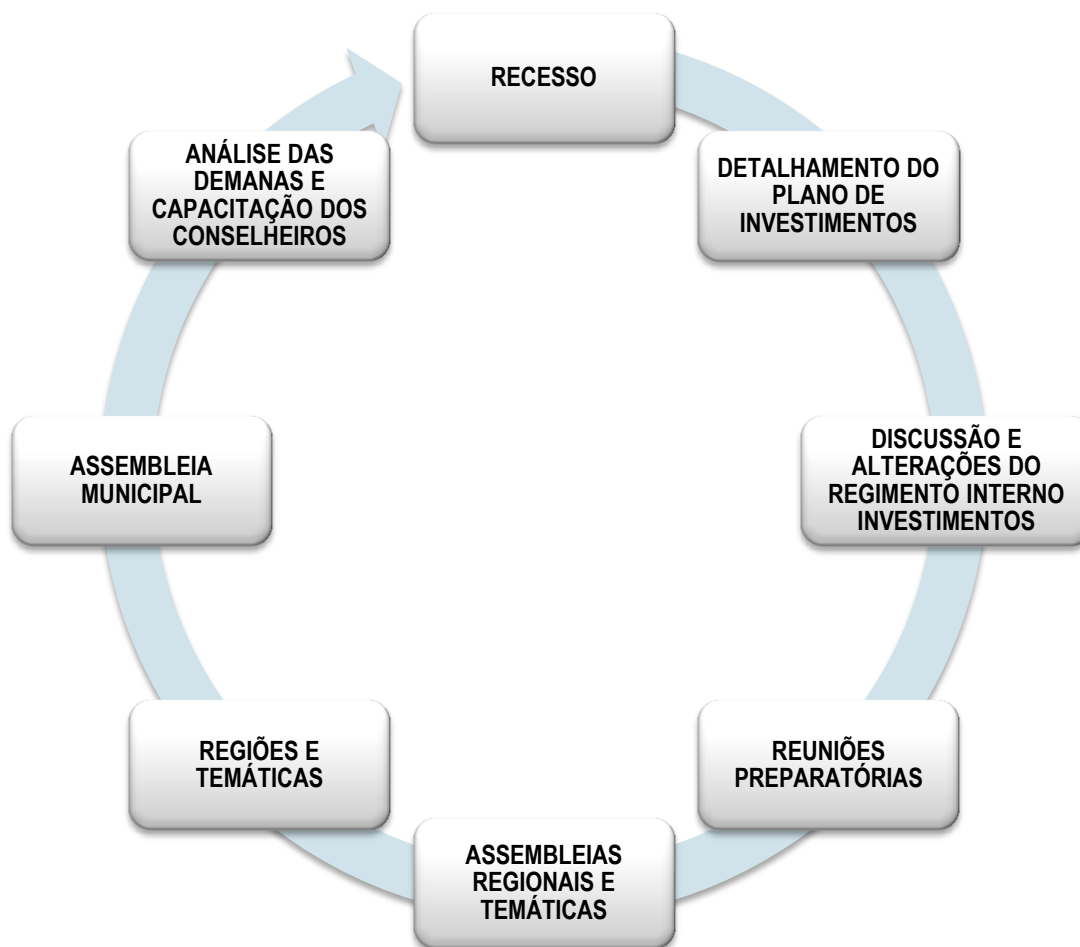 RECESSO
DETALHAMENTO DO
PLANO DE
INVESTIMENTOS
DISCUSSÃO E
ALTERAÇÕES DO
REGIMENTO INTERNO
INVESTIMENTOS
REUNIÕES
PREPARATÓRIAS
ASSEMBLEIAS
REGIONAIS E
TEMÁTICAS
REGIÕES E
TEMÁTICAS
ASSEMBLEIA
MUNICIPAL
ANÁLISE DAS
DEMANAS E
CAPACITAÇÃO DOS
CONSELHEIROS